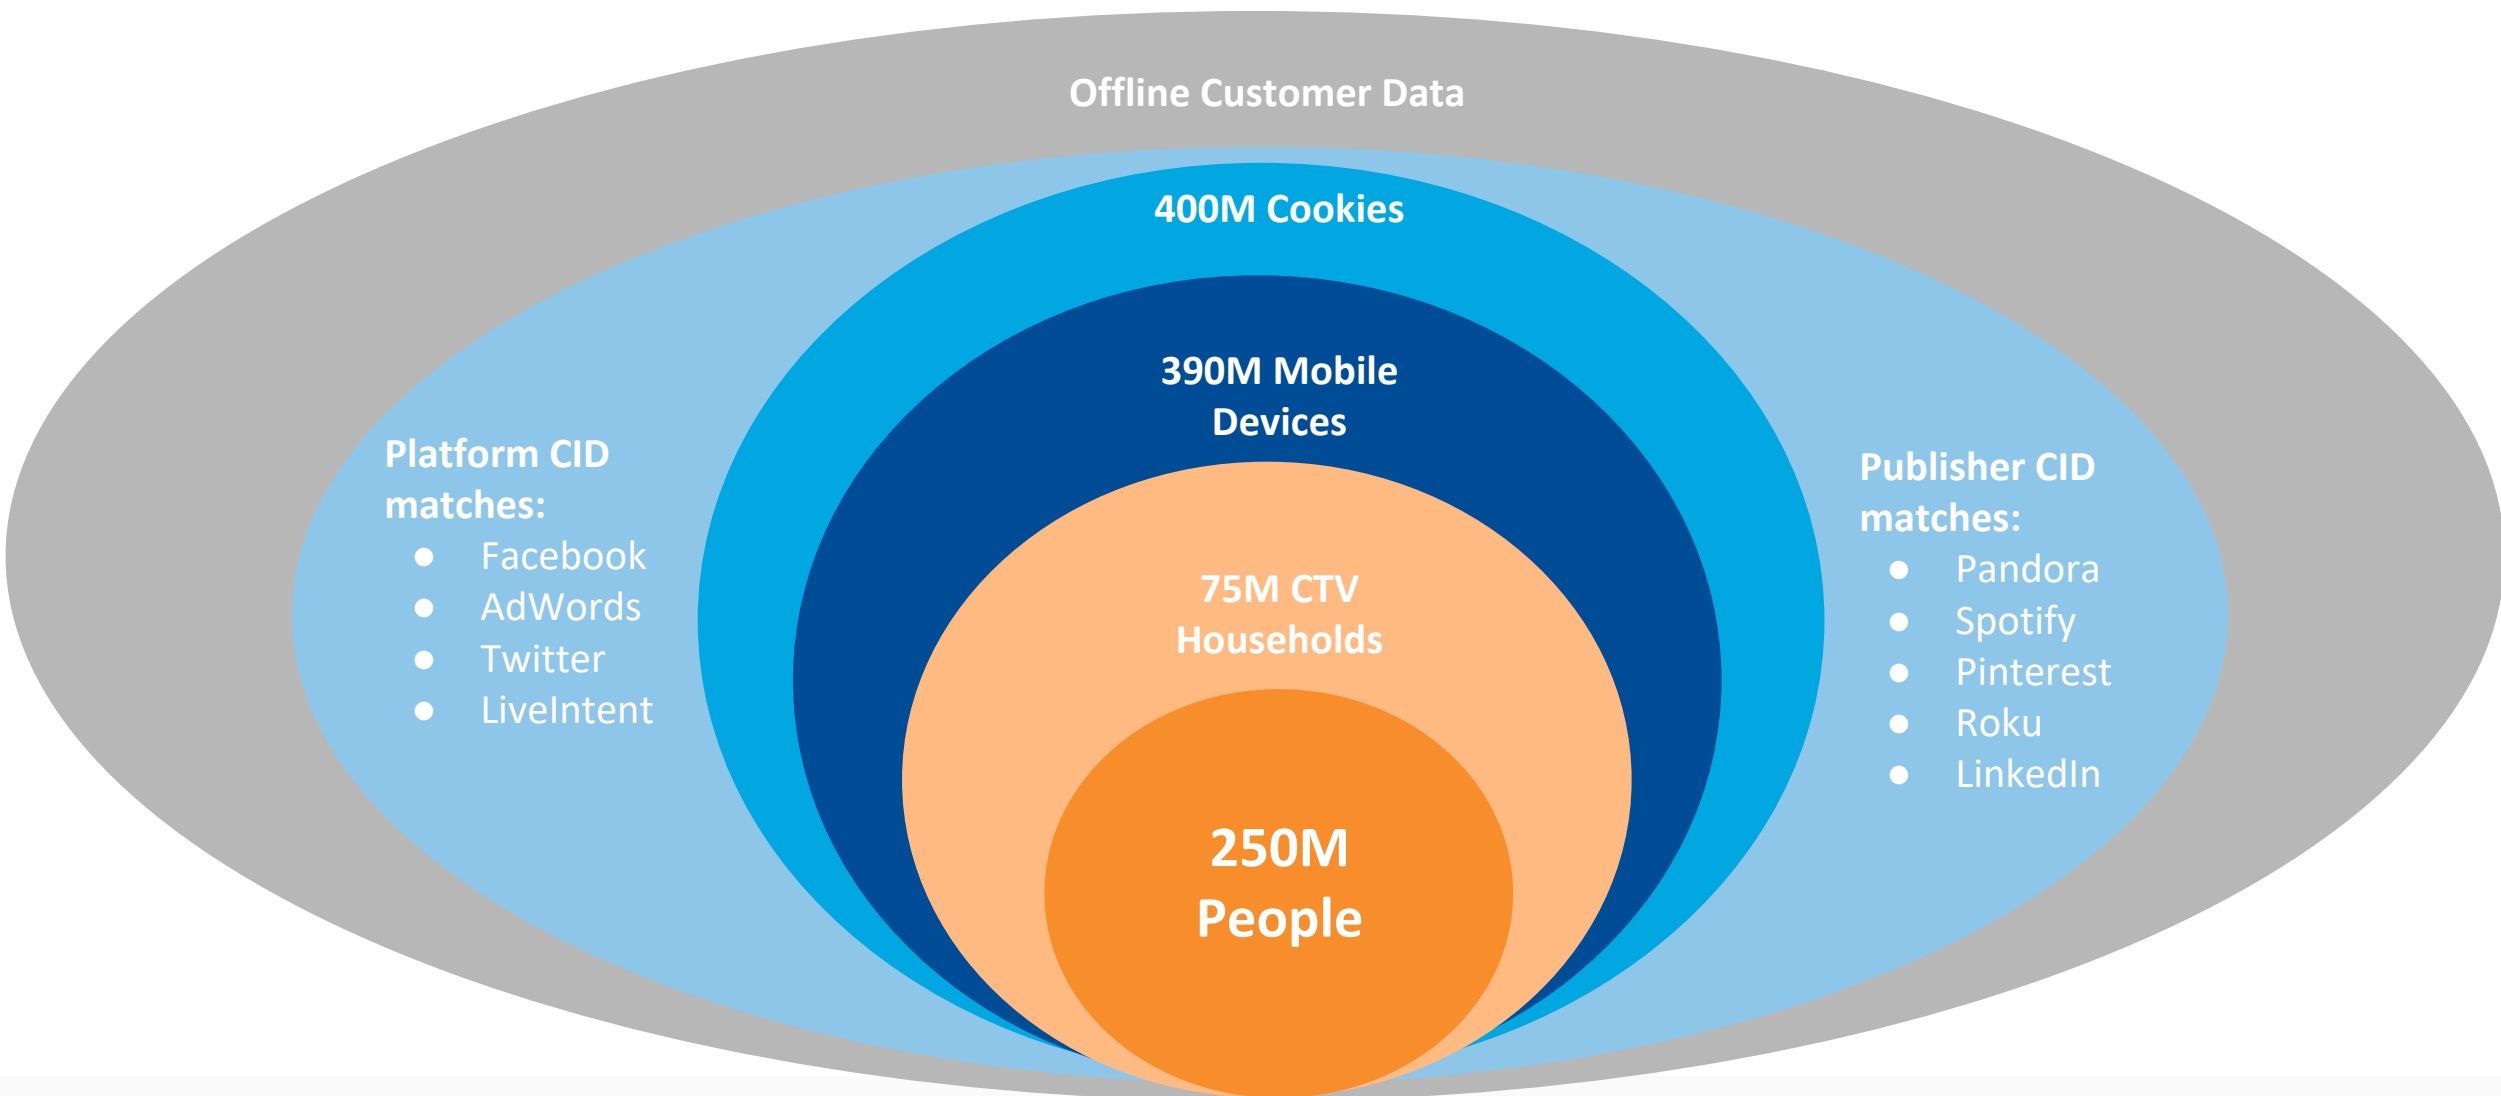 Offline Customer Data
400M Cookies
390M Mobile
Devices
Platform CID
matches:
● Facebook
● AdWords
● Twitter
● LiveIntent
Publisher CID
matches:
● Pandora
● Spotify
● Pinterest
● Roku
● LinkedIn
75M CTV
Households
250M
People